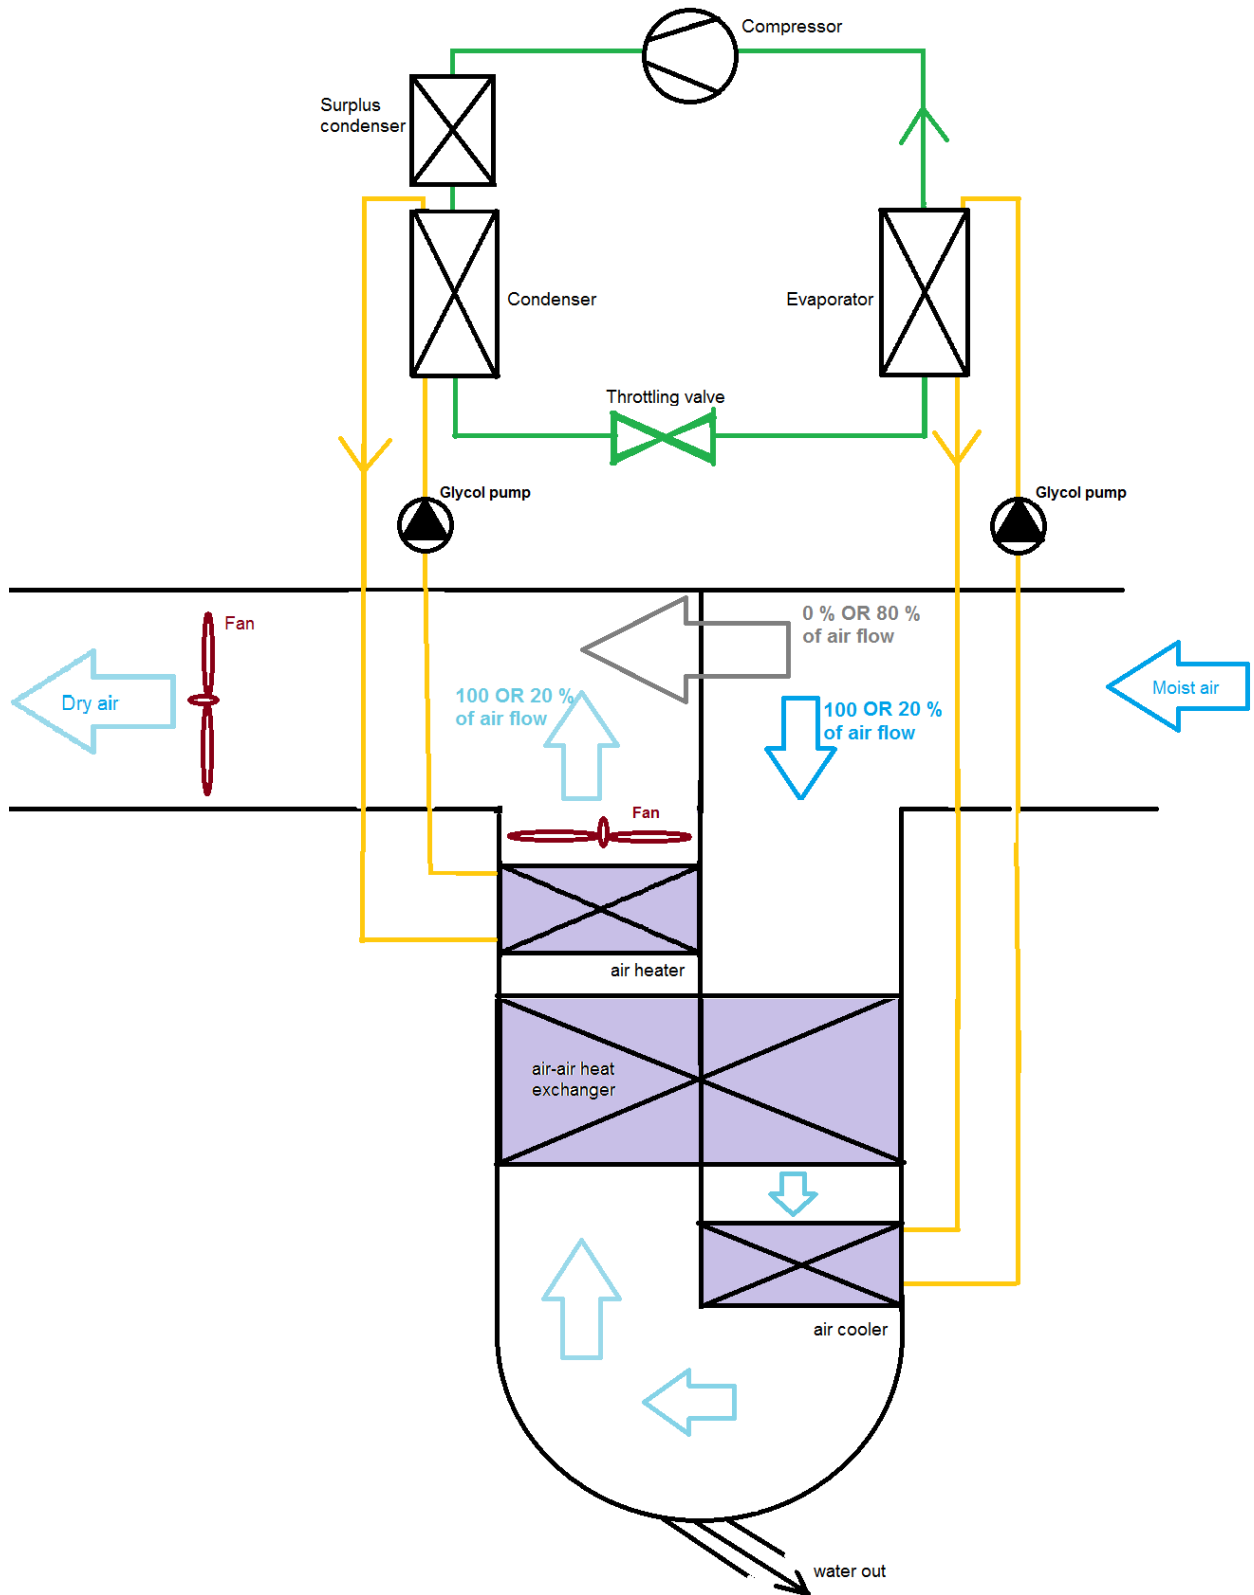 Compressor
Surplus
condenser
Condenser
Evaporator
Throttling valve
Glycol pump
Glycol pump
0 % OR 80 %
of air flow
Fan
Moist air
Dry air
100 OR 20 %
of air flow
100 OR 20 %
of air flow
Fan
air heater
air-air heat
exchanger
air cooler
water out